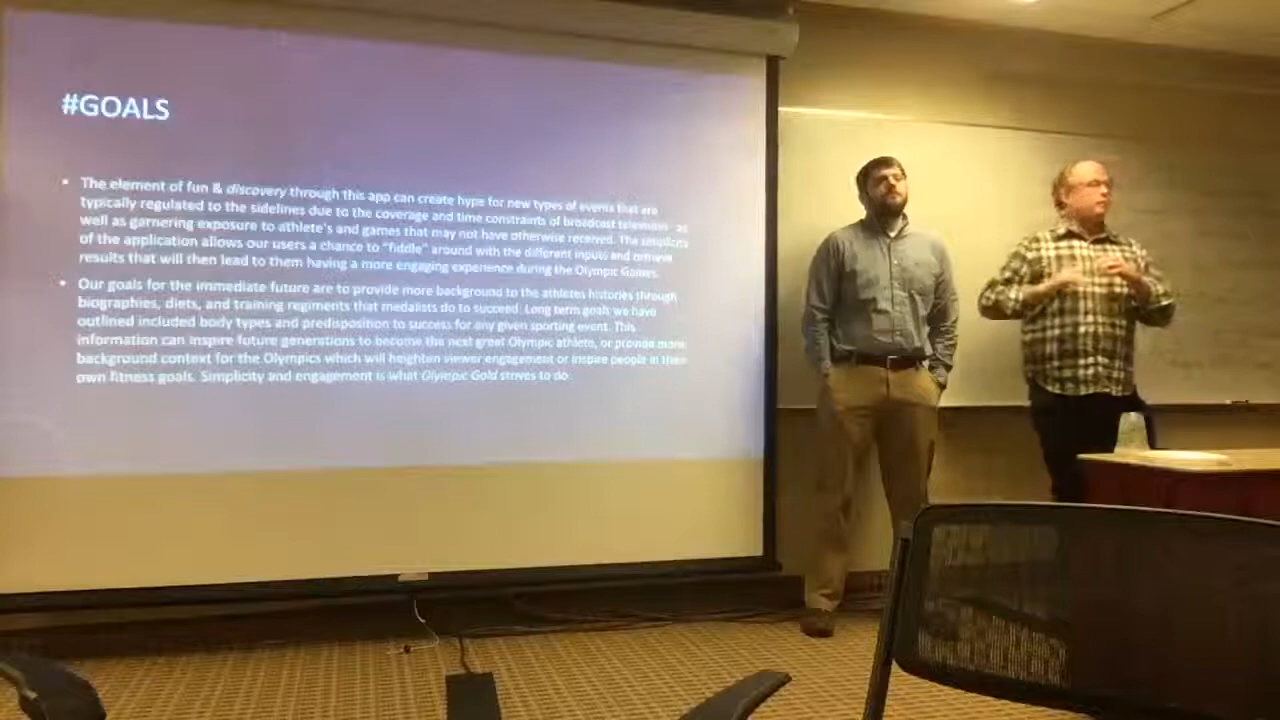 #GOALS
• The element of fun & discovery through this app can create hype for new types of events that are
typically regulated to the sidelines due to the coverage and time constraints of broadcast television as
well as garnering exposure to athlete's and games that may not have otherwise received. The simplicity
of the application allows our users a chance to "fiddle" around with the different inputs and retrieve
results that will then lead to them having a more engaging experience during the Olympic Games.
• Our goals for the immediate future are to provide more background to the athletes histories through
biographies, diets, and training regiments that medalists do to succeed. Long term goals we have
outlined included body types and predisposition to success for any given sporting event. This
information can inspire future generations to become the next great Olympic athlete, or provide more
background context for the Olympics which will heighten viewer engagement or inspire people in their
own fitness goals. Simplicity and engagement is what Olympic Gold strives to do.